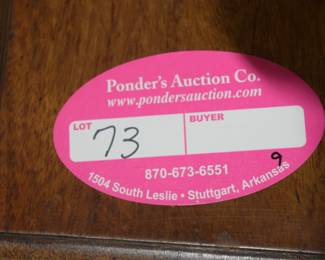 Ponder's Auction Co.
www.pondersauction.com
LOT
73
BUYER
870-673-6551
9
1504 South Leslie • Stuttgart, Arkansas